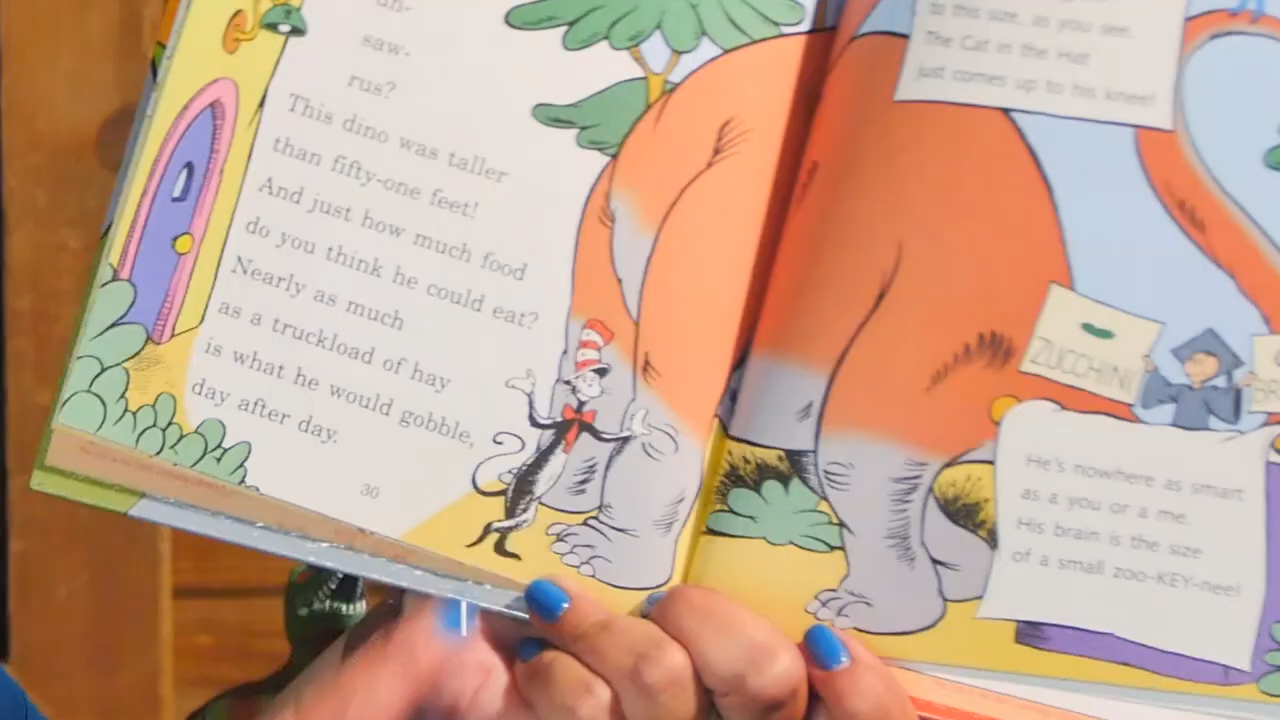 un-
saw-
rus?
This dino was taller
than fifty-one feet!
And just how much food
do you think he could eat?
Nearly as much
as a truckload of hay
is what he would gobble,
day after day.
30
to this size, as you see.
The Cat in the Hat
just comes up to his knee!
ZUCCHINI
He's nowhere as smart
as a you or a me.
His brain is the size
of a small zoo-KEY-nee!